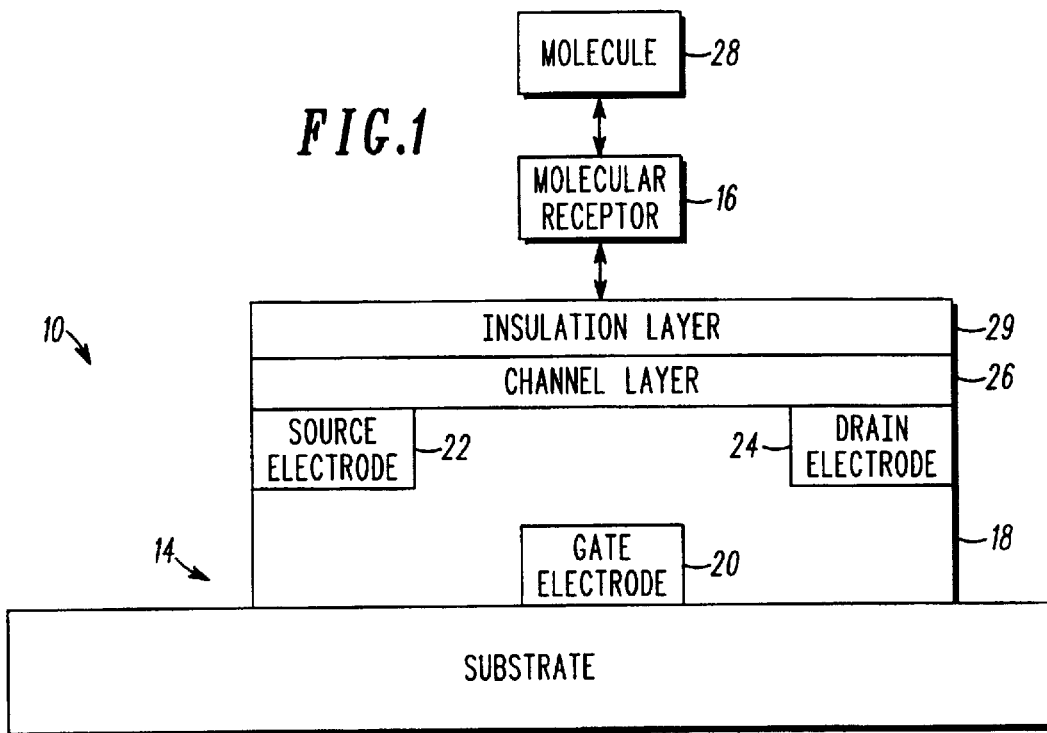 MOLECULE
28
FIG.1
MOLECULAR
RECEPTOR
16
10
INSULATION LAYER
29
CHANNEL LAYER
26
SOURCE
ELECTRODE
22
24
DRAIN
ELECTRODE
14
GATE
ELECTRODE
20
18
SUBSTRATE